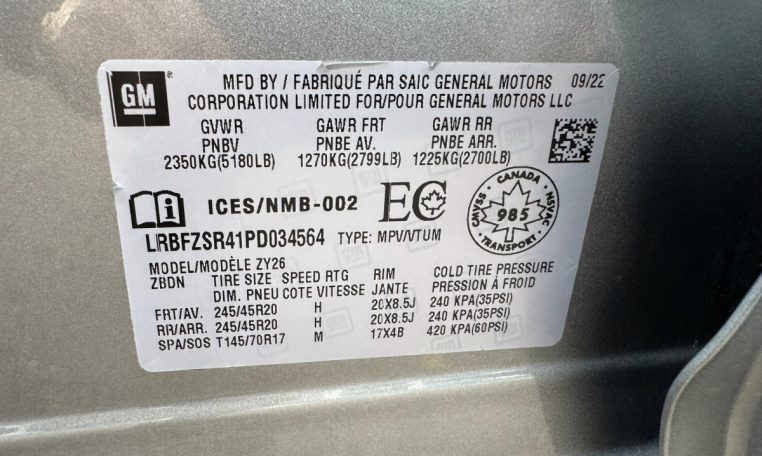 GM ®
MFD BY / FABRIQUÉ PAR SAIC GENERAL MOTORS 09/22
CORPORATION LIMITED FOR/POUR GENERAL MOTORS LLC
GVWR GAWR FRT GAWR RR
PNBV PNBE AV. PNBE ARR.
2350KG(5180LB) 1270KG(2799LB) 1225KG(2700LB)
ICES/NMB-002 EC
CANADA CMVSS NSVAC 985 TRANSPORT
LRBFZSR41PD034564 TYPE: MPV/VTUM
MODEL/MODÈLE ZY26
ZBDN TIRE SIZE SPEED RTG RIM COLD TIRE PRESSURE
DIM. PNEU COTE VITESSE JANTE PRESSION À FROID
FRT/AV. 245/45R20 H 20X8.5J 240 KPA(35PSI)
RR/ARR. 245/45R20 H 20X8.5J 240 KPA(35PSI)
SPA/SOS T145/70R17 M 17X4B 420 KPA(60PSI)